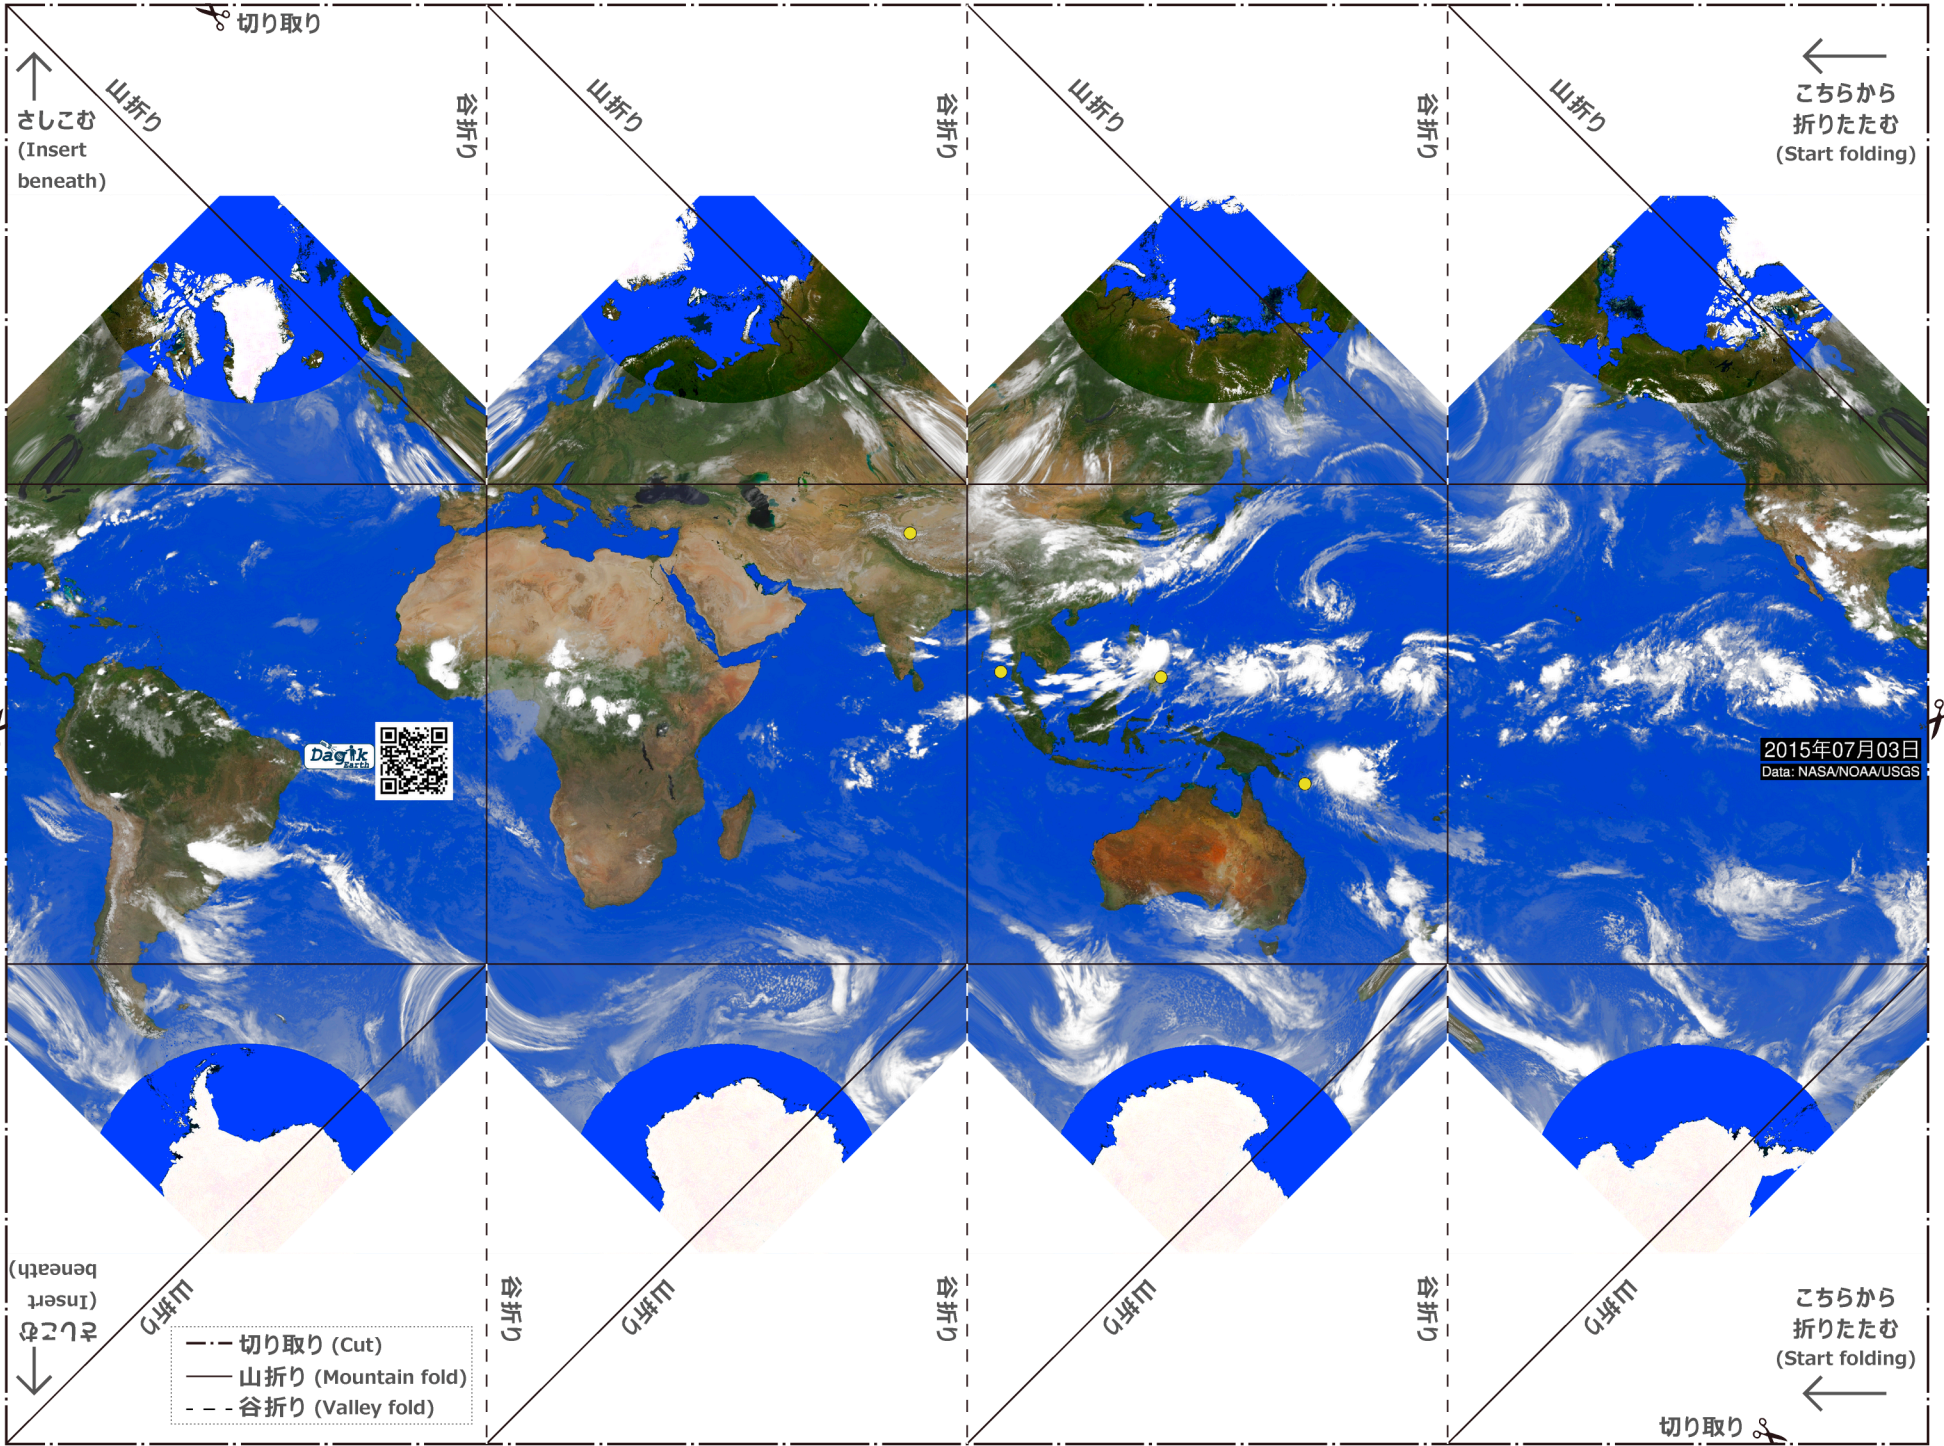 切り取り
山折り
谷折り
山折り
谷折り
山折り
谷折り
山折り
さしこむ
(Insert
beneath)
こちらから
折りたたむ
(Start folding)
Dagik
Earth
2015年07月03日
Data: NASA/NOAA/USGS
さしこむ
(Insert
beneath)
山折り
谷折り
山折り
谷折り
山折り
谷折り
山折り
こちらから
折りたたむ
(Start folding)
切り取り (Cut)
山折り (Mountain fold)
谷折り (Valley fold)
切り取り